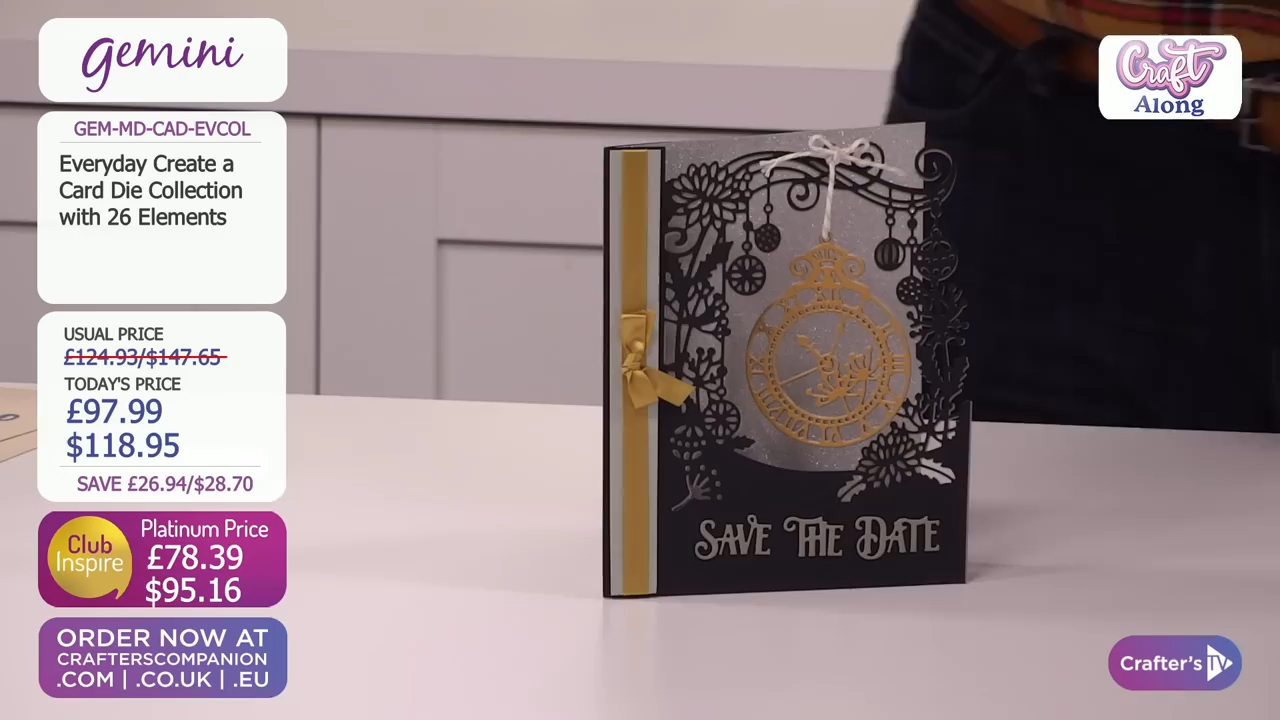 gemini
GEM-MD-CAD-EVCOL
Everyday Create a
Card Die Collection
with 26 Elements
USUAL PRICE
£124.93/$147.65
TODAY'S PRICE
£97.99
$118.95
SAVE £26.94/$28.70
Club
Inspire
Platinum Price
£78.39
$95.16
ORDER NOW AT
CRAFTERSCOMPANION
.COM | .CO.UK | .EU
SAVE THE DATE
Craft
Along
Crafter's TV